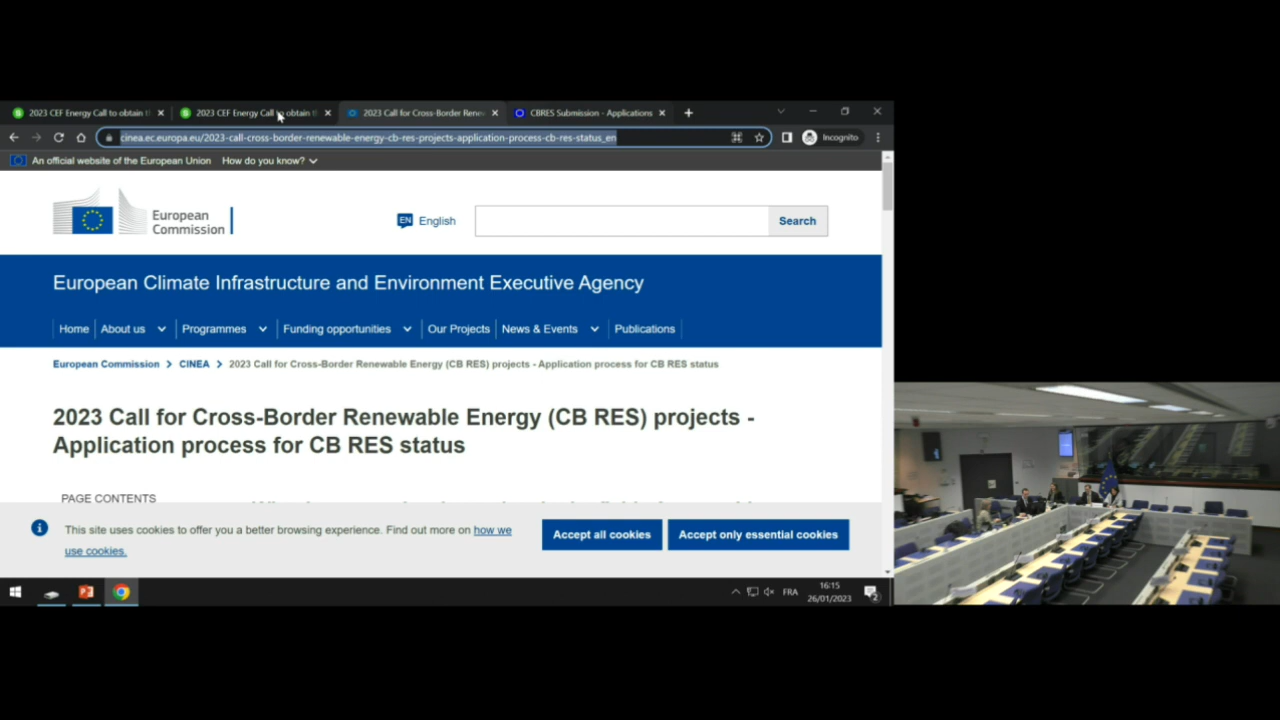 2023 CEF Energy Call to obtain t
2023 CEF Energy Call to obtain t
2023 Call for Cross-Border Rene
CBRES Submission - Applications
cinea.ec.europa.eu/2023-call-cross-border-renewable-energy-cb-res-projects-application-process-cb-res-status_en
Incognito
An official website of the European Union How do you know?
European
Commission
EN English
Search
European Climate Infrastructure and Environment Executive Agency
Home About us Programmes Funding opportunities Our Projects News & Events Publications
European Commission > CINEA > 2023 Call for Cross-Border Renewable Energy (CB RES) projects - Application process for CB RES status
2023 Call for Cross-Border Renewable Energy (CB RES) projects -
Application process for CB RES status
PAGE CONTENTS
This site uses cookies to offer you a better browsing experience. Find out more on how we
use cookies.
Accept all cookies
Accept only essential cookies
FRA
16:15
26/01/2023
2